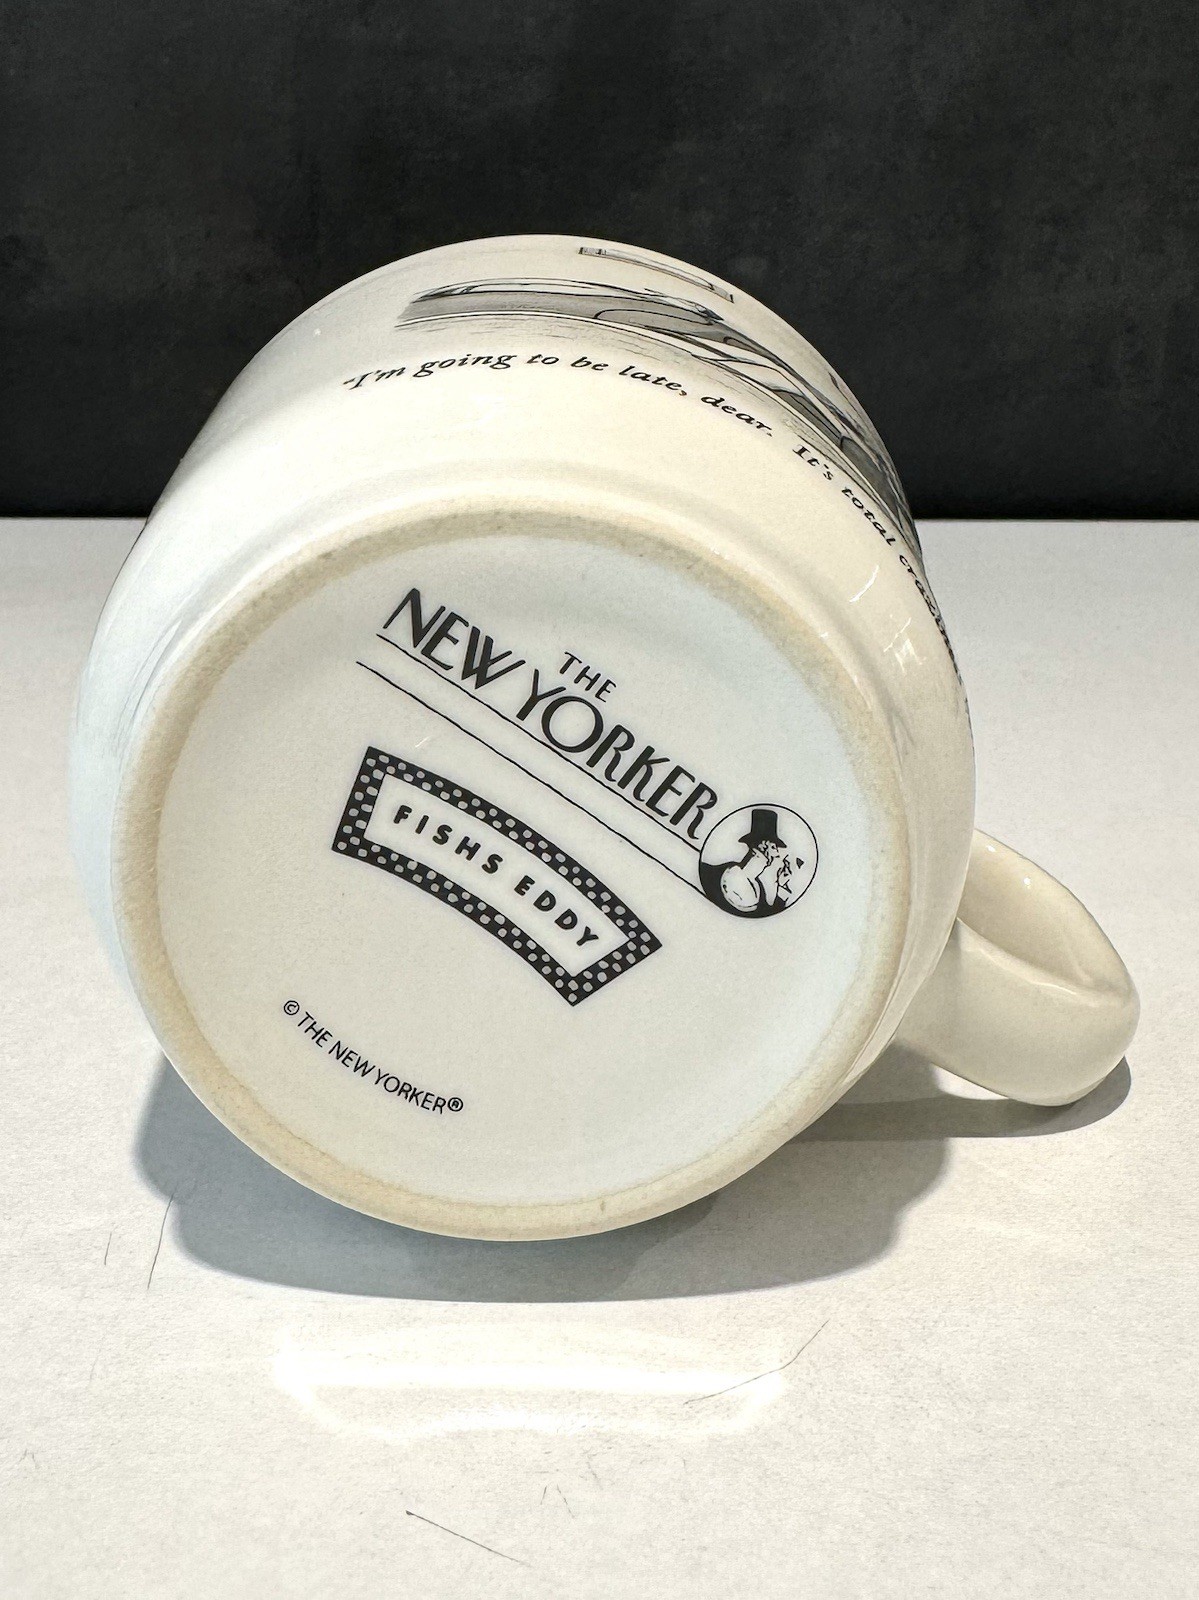 "I'm going to be late, dear. It's total
THE
NEW YORKER
FISHS EDDY
© THE NEW YORKER®